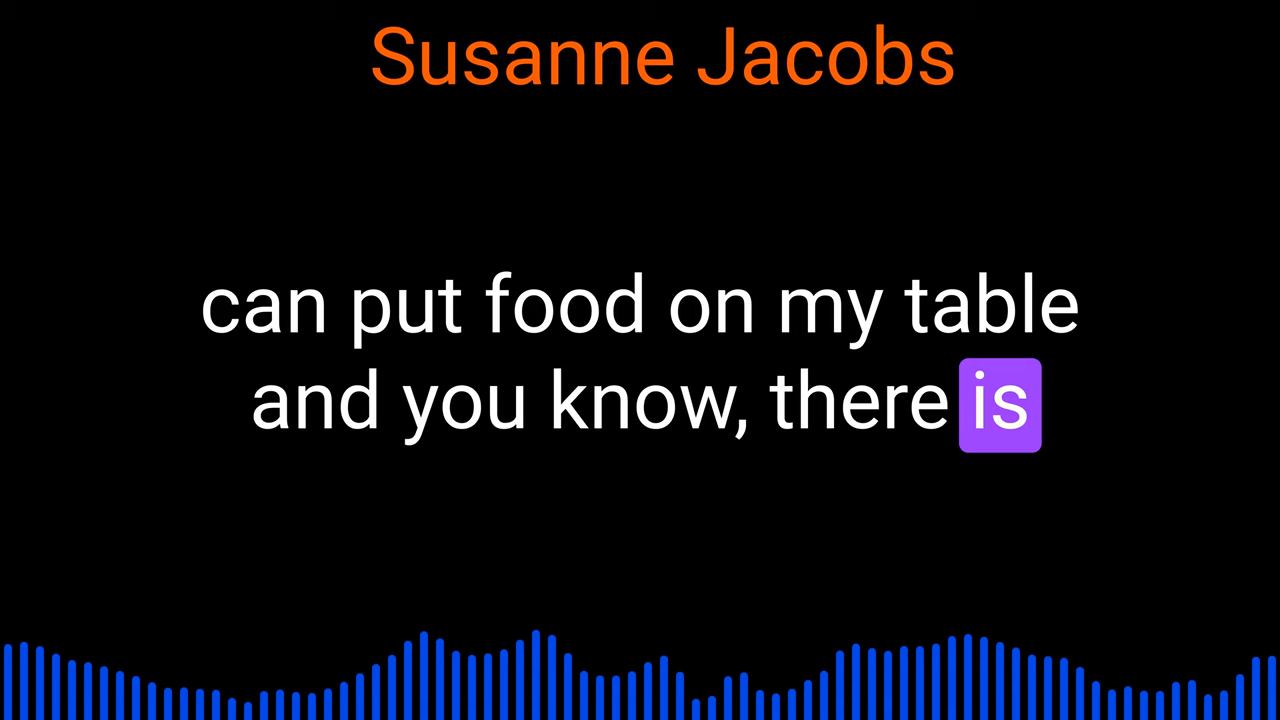 Susanne Jacobs
can put food on my table
and you know, there is